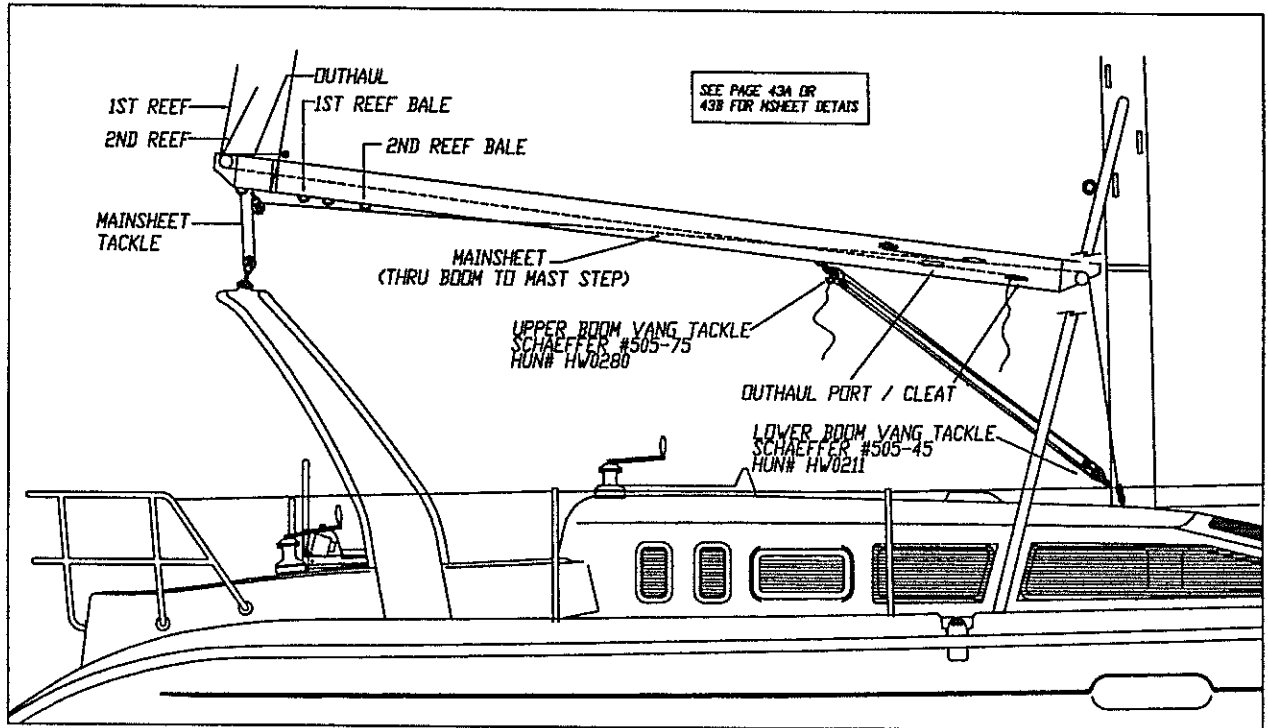 OUTHAUL
1ST REEF
1ST REEF BALE
2ND REEF
2ND REEF BALE
SEE PAGE 43A OR
43B FOR MSHEET DETAIS
MAINSHEET
TACKLE
MAINSHEET
(THRU BOOM TO MAST STEP)
UPPER BOOM VANG TACKLE
SCHAEFFER #505-75
HUN# HW0280
OUTHAUL PORT / CLEAT
LOWER BOOM VANG TACKLE
SCHAEFFER #505-45
HUN# HW0211